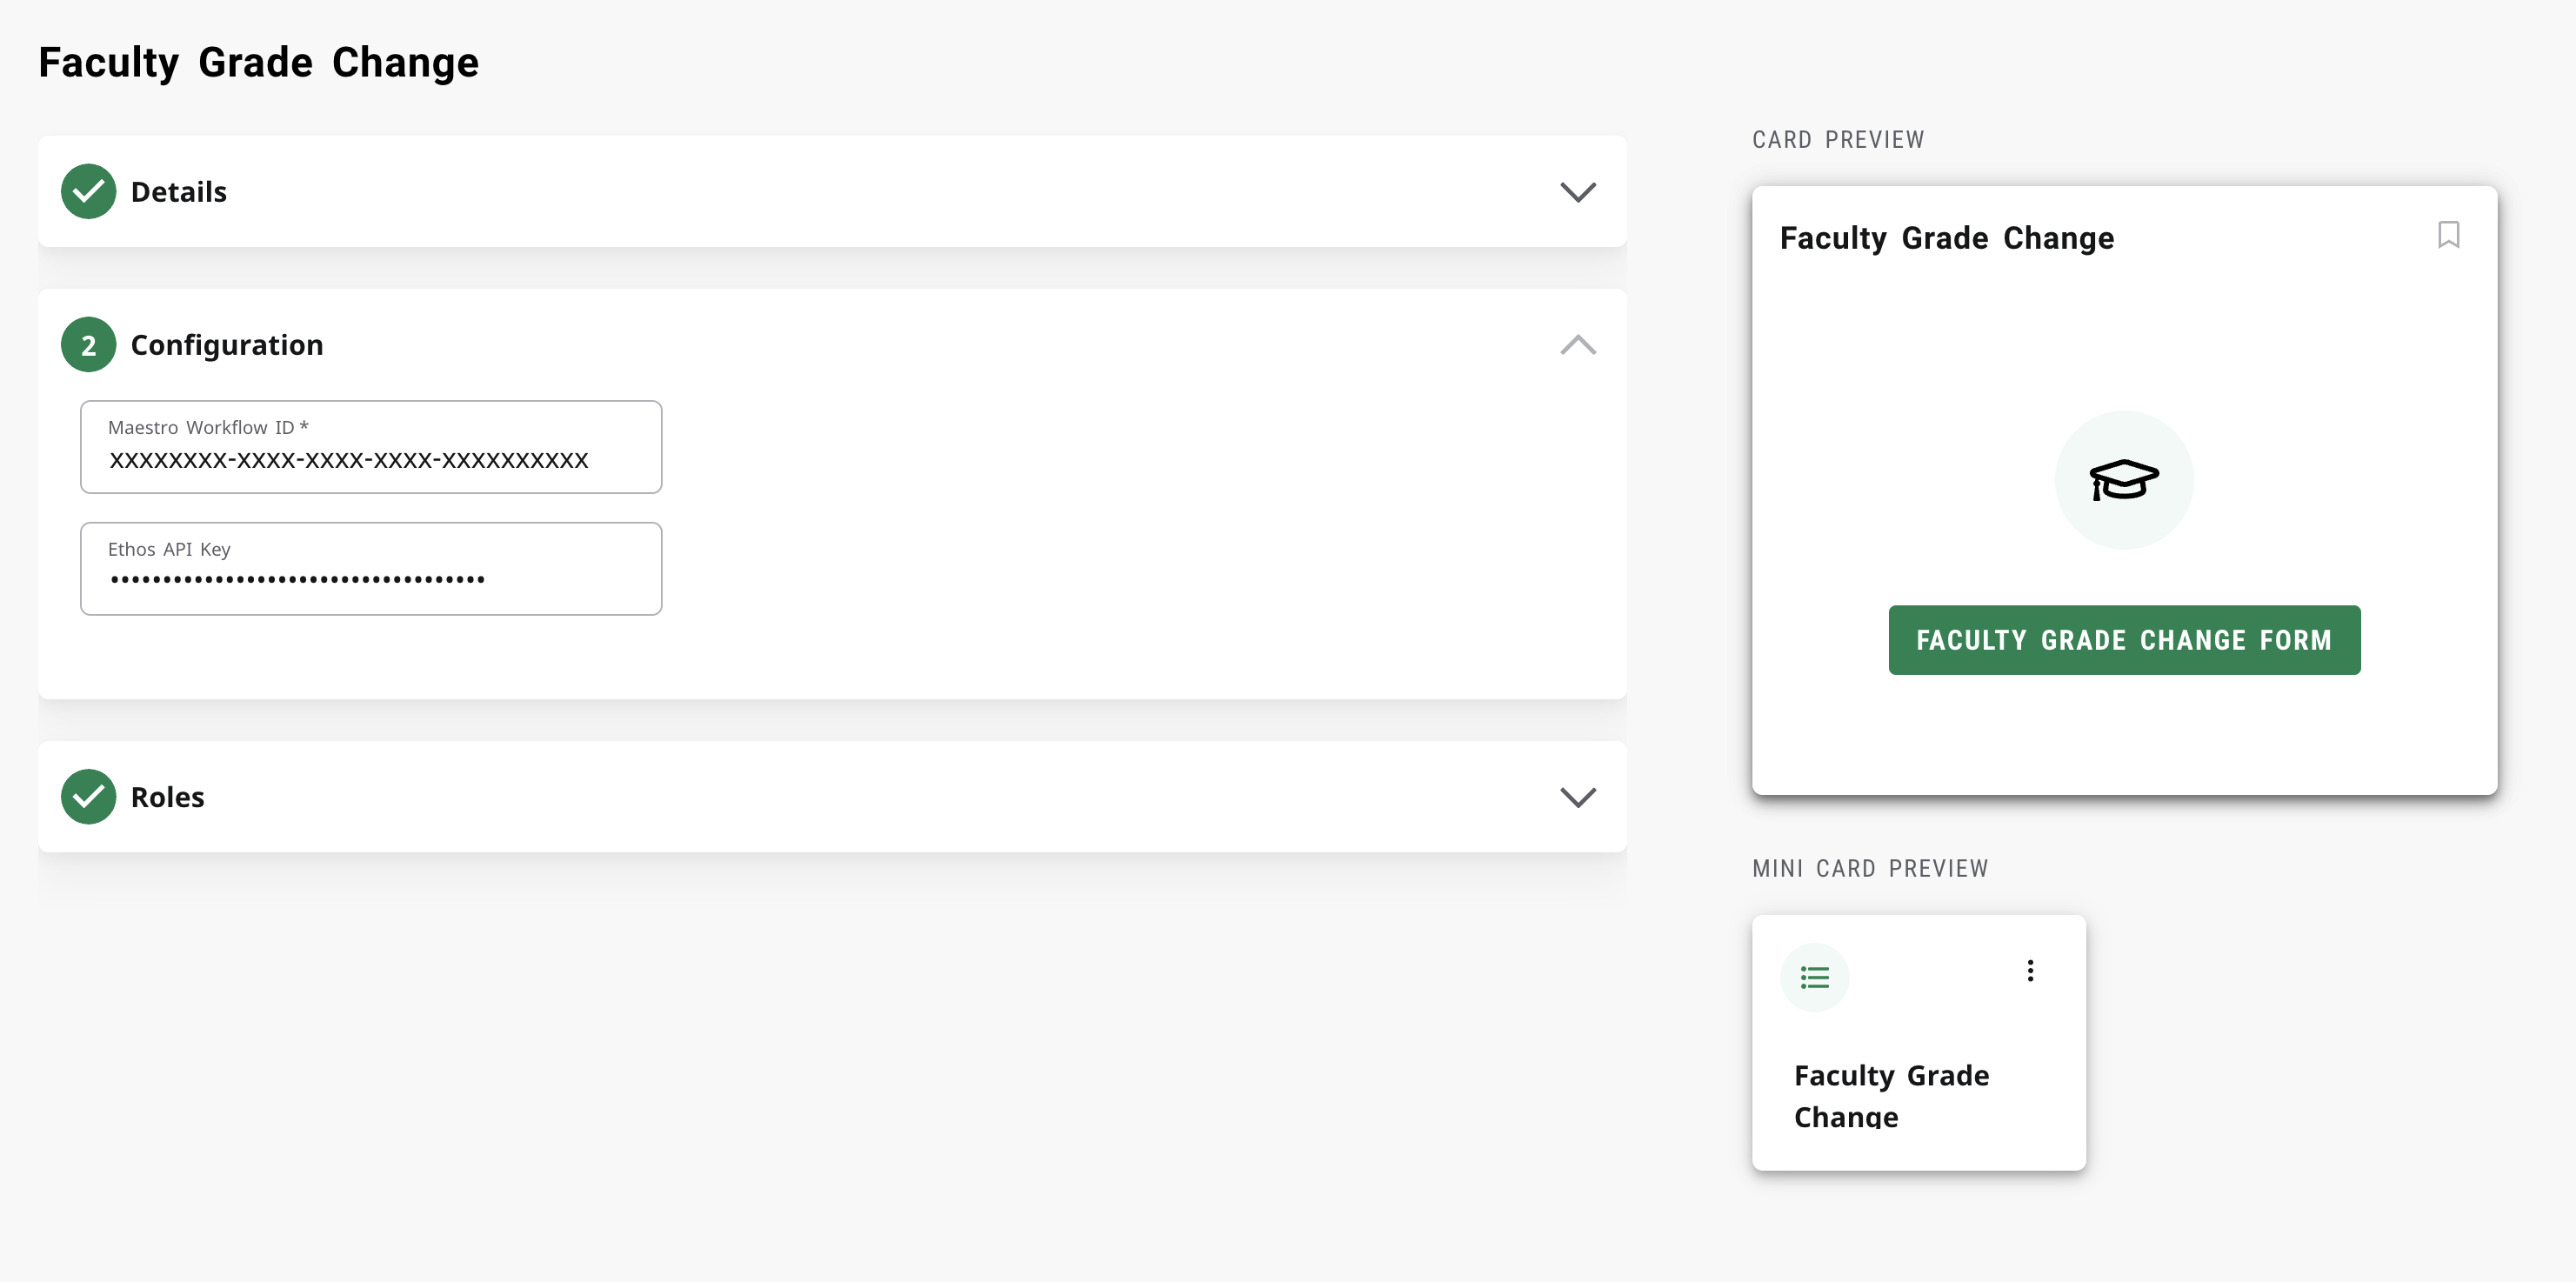 Faculty Grade Change
Details
2 Configuration
Maestro Workflow ID *
xxxxxxxx-xxxx-xxxx-xxxx-xxxxxxxxxx
Ethos API Key
••••••••••••••••••••••••••••••••••••
Roles
CARD PREVIEW
Faculty Grade Change
FACULTY GRADE CHANGE FORM
MINI CARD PREVIEW
Faculty Grade
Change